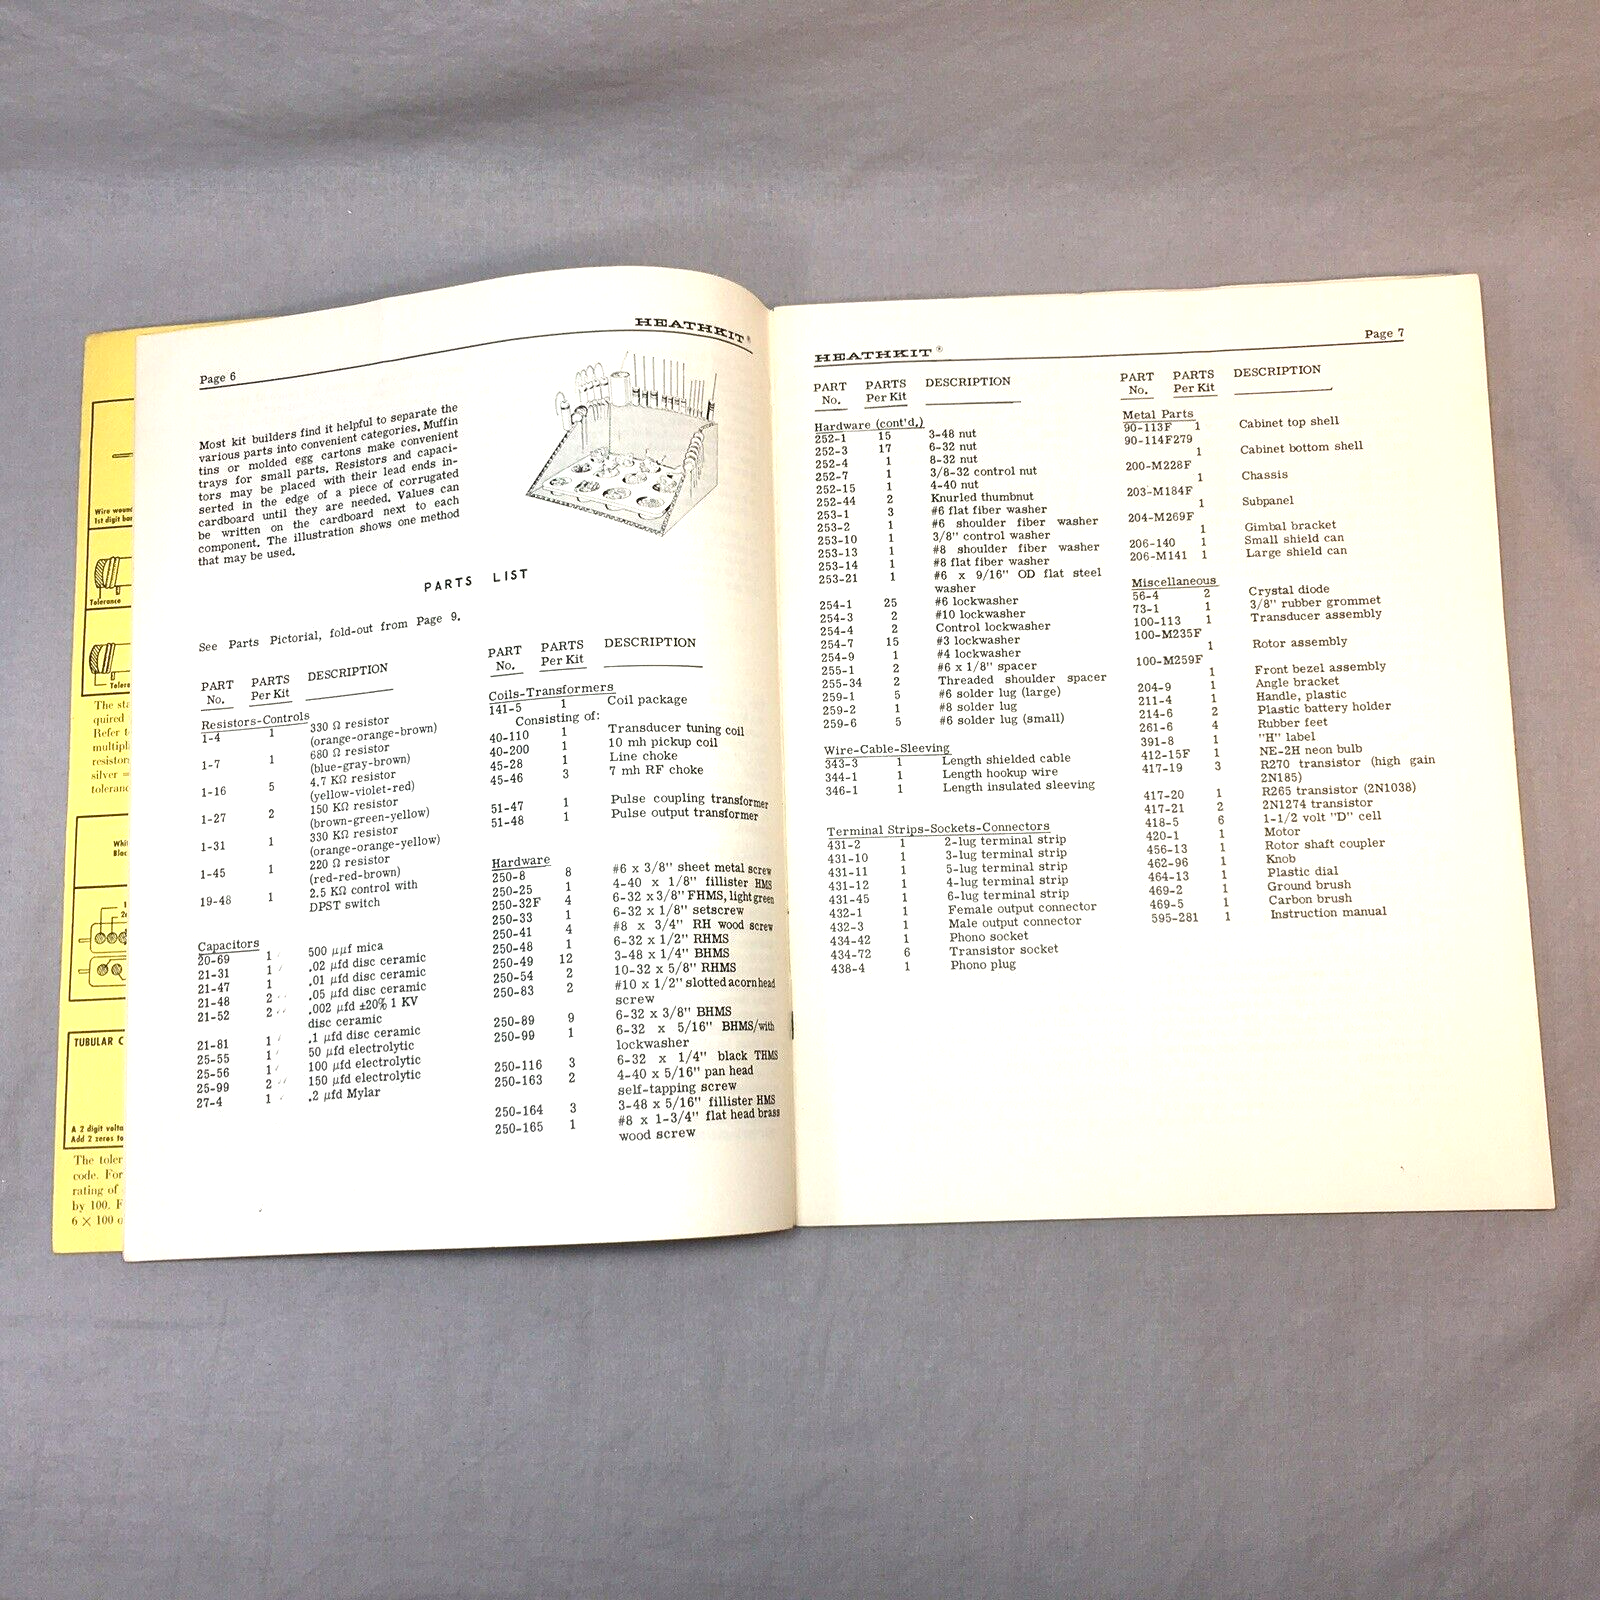 Wire
1st digit
Tolerance
The
quired
Refer
multipl
resistor
silver =
toleranc
TUBULAR C
A 2 digit
Add 2 zeros to
The toler
code. For
rating of
by 100. F
6 X 100
HEATHKIT®
Page 6
Most kit builders find it helpful to separate the
various parts into convenient categories. Muffin
tins or molded egg cartons make convenient
trays for small parts. Resistors and capaci-
tors may be placed with their lead ends in-
serted in the edge of a piece of corrugated
cardboard until they are needed. Values can
be written on the cardboard next to each
component. The illustration shows one method
that may be used.
PARTS LIST
See Parts Pictorial, fold-out from Page 9.
PART PARTS DESCRIPTION
No. Per Kit
Resistors-Controls
1-4 1 330 Ω resistor
(orange-orange-brown)
1-7 1 680 Ω resistor
(blue-gray-brown)
1-16 5 4.7 KΩ resistor
(yellow-violet-red)
1-27 2 150 KΩ resistor
(brown-green-yellow)
1-31 1 330 KΩ resistor
(orange-orange-yellow)
1-45 1 220 Ω resistor
(red-red-brown)
19-48 1 2.5 KΩ control with
DPST switch
Capacitors
20-69 1 500 μμf mica
21-31 1 .02 μfd disc ceramic
21-47 1 .01 μfd disc ceramic
21-48 2 .05 μfd disc ceramic
21-52 2 .002 μfd ±20% 1 KV
disc ceramic
21-81 1 .1 μfd disc ceramic
25-55 1 50 μfd electrolytic
25-56 1 100 μfd electrolytic
25-99 2 150 μfd electrolytic
27-4 1 .2 μfd Mylar
PART PARTS DESCRIPTION
No. Per Kit
Coils-Transformers
141-5 1 Coil package
Consisting of:
40-110 1 Transducer tuning coil
40-200 1 10 mh pickup coil
45-28 1 Line choke
45-46 3 7 mh RF choke
51-47 1 Pulse coupling transformer
51-48 1 Pulse output transformer
Hardware
250-8 8 #6 x 3/8" sheet metal screw
250-25 1 4-40 x 1/8" fillister HMS
250-32F 4 6-32 x 3/8" FHMS, light green
250-33 1 6-32 x 1/8" setscrew
250-41 4 #8 x 3/4" RH wood screw
250-48 1 6-32 x 1/2" RHMS
250-49 12 3-48 x 1/4" BHMS
250-54 2 10-32 x 5/8" RHMS
250-83 2 #10 x 1/2" slotted acorn head
screw
250-89 9 6-32 x 3/8" BHMS
250-99 1 6-32 x 5/16" BHMS/with
lockwasher
250-116 3 6-32 x 1/4" black THMS
250-163 2 4-40 x 5/16" pan head
self-tapping screw
250-164 3 3-48 x 5/16" fillister HMS
250-165 1 #8 x 1-3/4" flat head brass
wood screw
HEATHKIT®
Page 7
PART PARTS DESCRIPTION
No. Per Kit
Hardware (cont'd.)
252-1 15 3-48 nut
252-3 17 6-32 nut
252-4 1 8-32 nut
252-7 1 3/8-32 control nut
252-15 1 4-40 nut
252-44 2 Knurled thumbnut
253-1 3 #6 flat fiber washer
253-2 1 #6 shoulder fiber washer
253-10 1 3/8" control washer
253-13 1 #8 shoulder fiber washer
253-14 1 #8 flat fiber washer
253-21 1 #6 x 9/16" OD flat steel
washer
254-1 25 #6 lockwasher
254-3 2 #10 lockwasher
254-4 2 Control lockwasher
254-7 15 #3 lockwasher
254-9 1 #4 lockwasher
255-1 2 #6 x 1/8" spacer
255-34 2 Threaded shoulder spacer
259-1 5 #6 solder lug (large)
259-2 1 #8 solder lug
259-6 5 #6 solder lug (small)
Wire-Cable-Sleeving
343-3 1 Length shielded cable
344-1 1 Length hookup wire
346-1 1 Length insulated sleeving
Terminal Strips-Sockets-Connectors
431-2 1 2-lug terminal strip
431-10 1 3-lug terminal strip
431-11 1 5-lug terminal strip
431-12 1 4-lug terminal strip
431-45 1 6-lug terminal strip
432-1 1 Female output connector
432-3 1 Male output connector
434-42 1 Phono socket
434-72 6 Transistor socket
438-4 1 Phono plug
PART PARTS DESCRIPTION
No. Per Kit
Metal Parts
90-113F 1 Cabinet top shell
90-114F279
1 Cabinet bottom shell
200-M228F
1 Chassis
203-M184F
1 Subpanel
204-M269F
1 Gimbal bracket
206-140 1 Small shield can
206-M141 1 Large shield can
Miscellaneous
56-4 2 Crystal diode
73-1 1 3/8" rubber grommet
100-113 1 Transducer assembly
100-M235F
1 Rotor assembly
100-M259F
1 Front bezel assembly
204-9 1 Angle bracket
211-4 1 Handle, plastic
214-6 2 Plastic battery holder
261-6 4 Rubber feet
391-8 1 "H" label
412-15F 1 NE-2H neon bulb
417-19 3 R270 transistor (high gain
2N185)
417-20 1 R265 transistor (2N1038)
417-21 2 2N1274 transistor
418-5 6 1-1/2 volt "D" cell
420-1 1 Motor
456-13 1 Rotor shaft coupler
462-96 1 Knob
464-13 1 Plastic dial
469-2 1 Ground brush
469-5 1 Carbon brush
595-281 1 Instruction manual